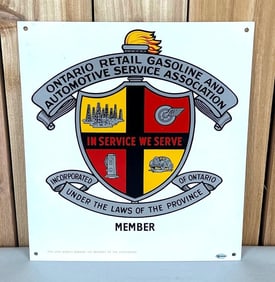 ONTARIO RETAIL GASOLINE AND
AUTOMOTIVE SERVICE ASSOCIATION
IN SERVICE WE SERVE
INCORPORATED
UNDER THE LAWS OF THE PROVINCE
OF ONTARIO
MEMBER